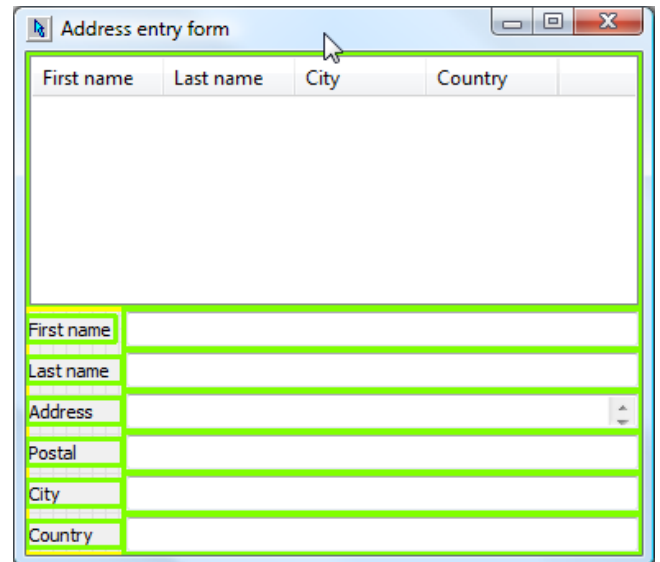 Address entry form
First name Last name City Country
First name
Last name
Address
Postal
City
Country